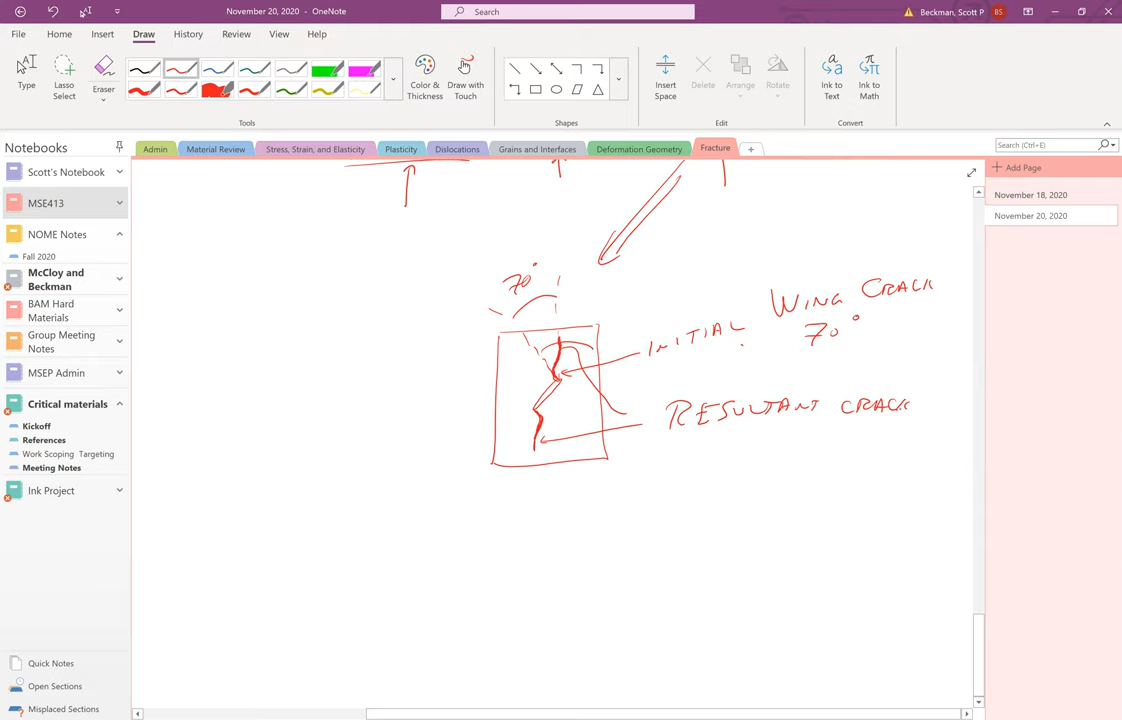 November 20, 2020 - OneNote
Search
Beckman, Scott P
BS
File
Home
Insert
Draw
History
Review
View
Help
Type
Lasso
Select
Eraser
Color &
Thickness
Draw with
Touch
Insert
Space
Delete
Arrange
Rotate
Ink to
Text
Ink to
Math
Tools
Shapes
Edit
Convert
Notebooks
Admin
Material Review
Stress, Strain, and Elasticity
Plasticity
Dislocations
Grains and Interfaces
Deformation Geometry
Fracture
Search (Ctrl+E)
Scott's Notebook
MSE413
NOME Notes
Fall 2020
McCloy and
Beckman
BAM Hard
Materials
Group Meeting
Notes
MSEP Admin
Critical materials
Kickoff
References
Work Scoping Targeting
Meeting Notes
Ink Project
Quick Notes
Open Sections
Misplaced Sections
Add Page
November 18, 2020
November 20, 2020
70°
WING CRACK
70°
INITIAL
RESULTANT CRACK